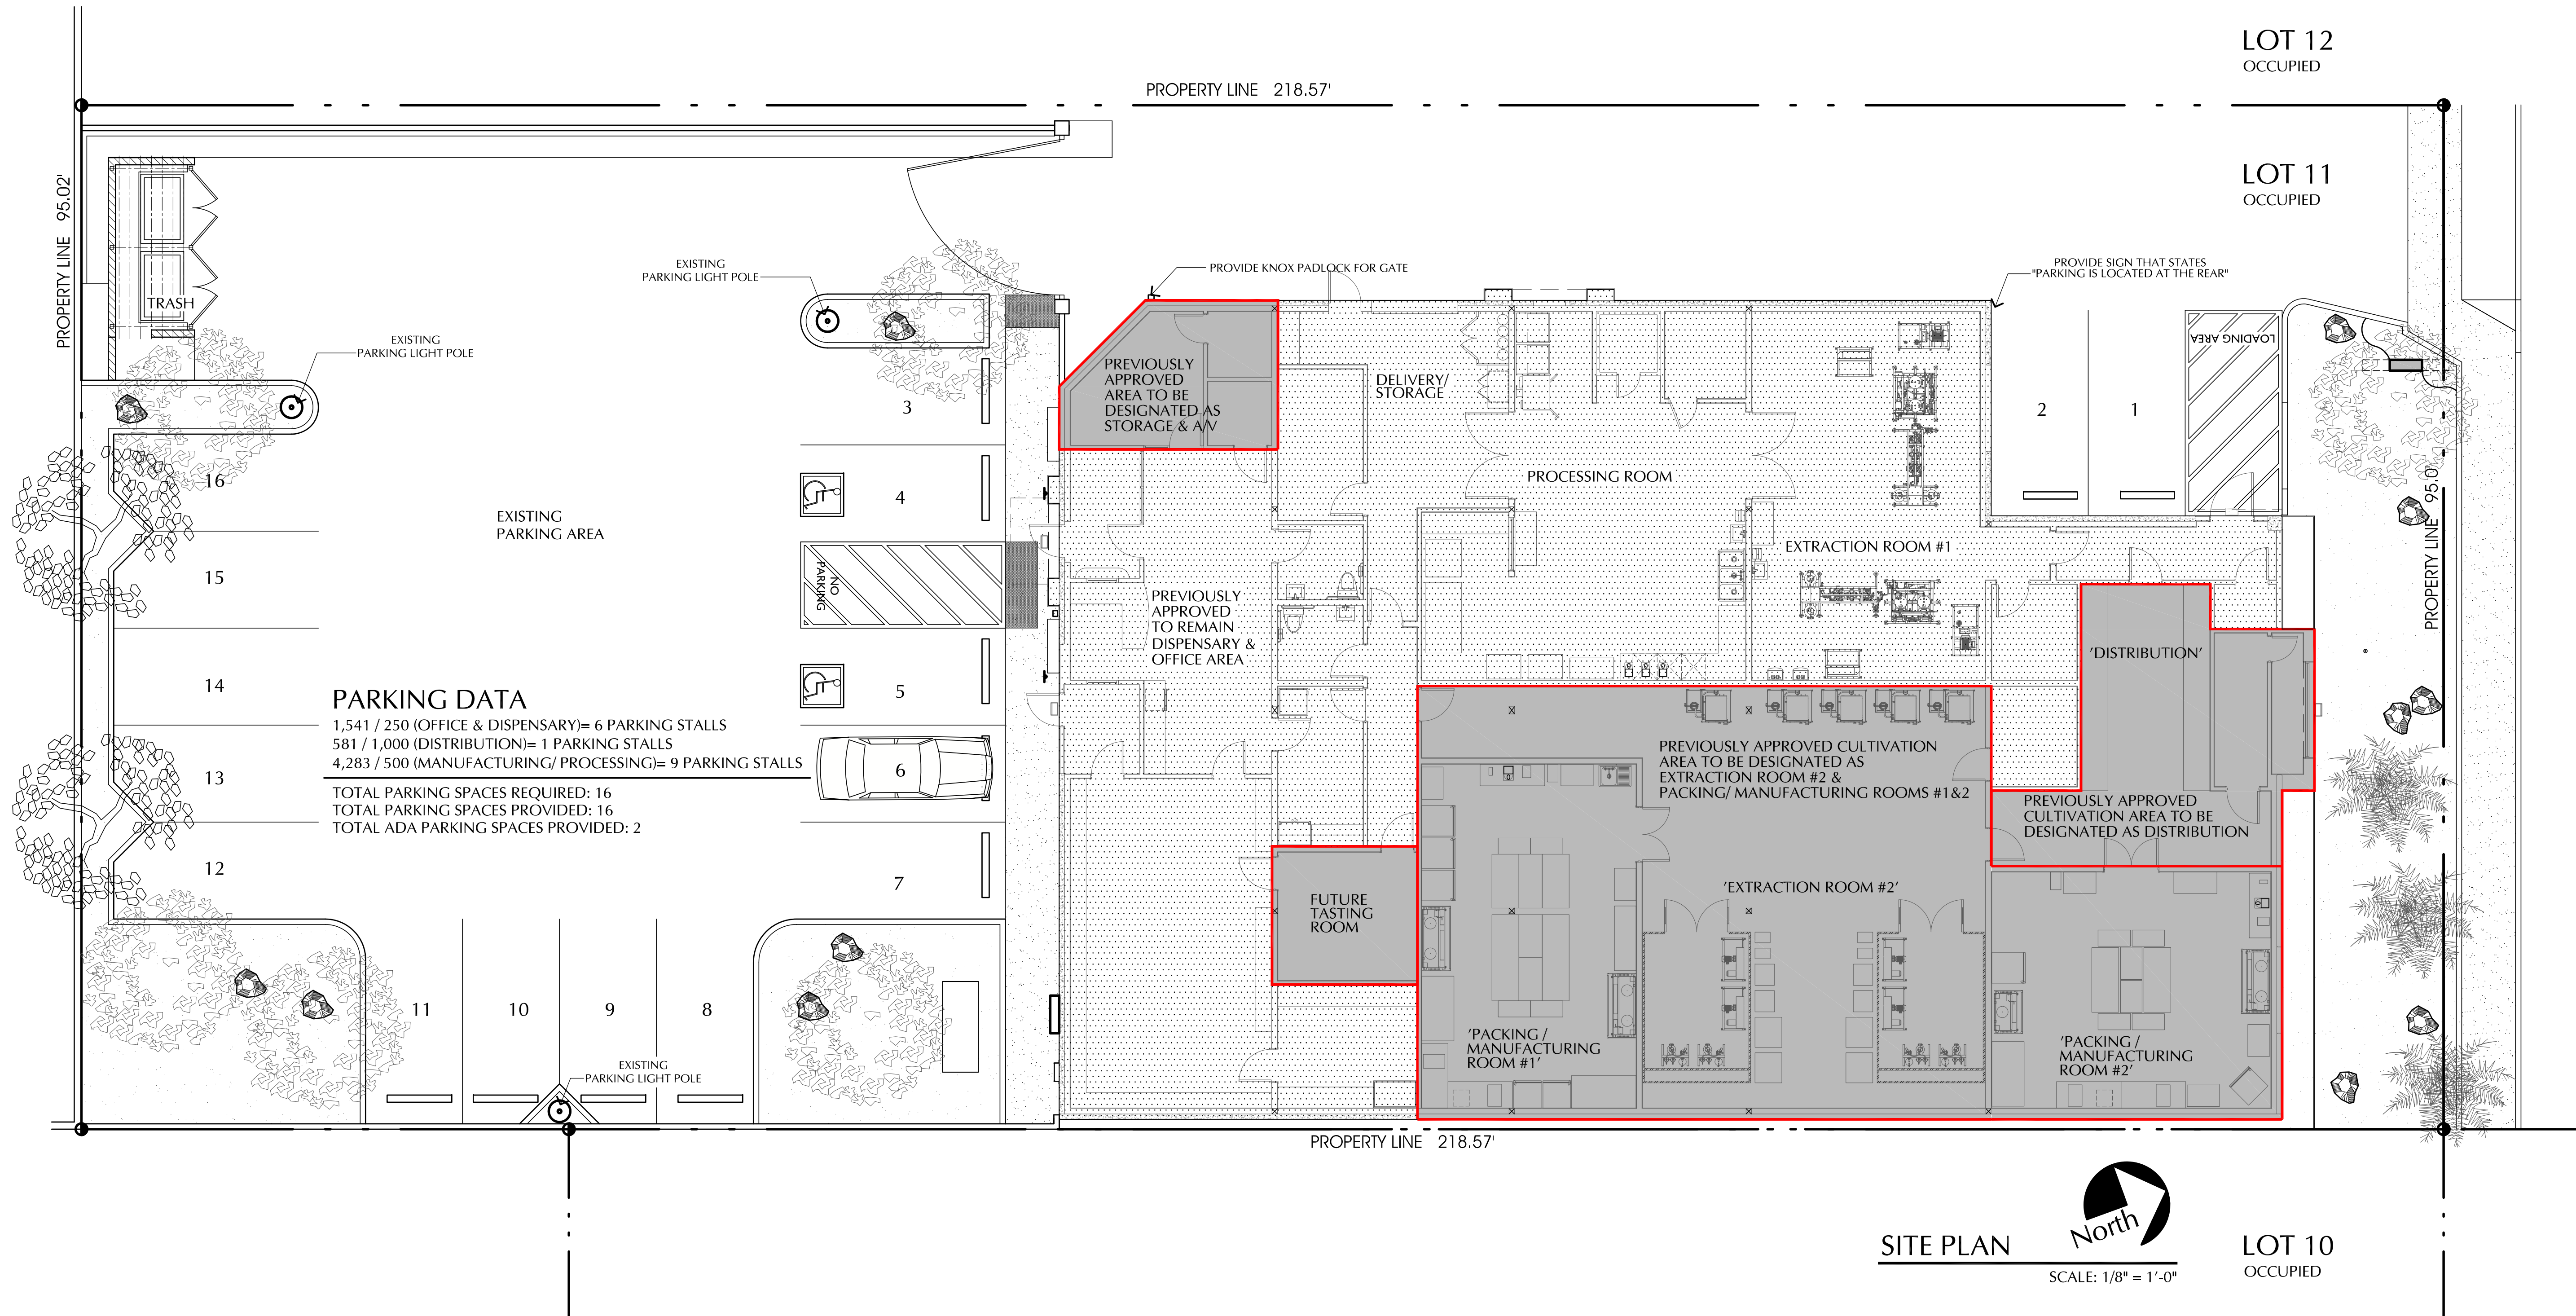 LOT 12
OCCUPIED
PROPERTY LINE   218.57'
LOT 11
OCCUPIED
PROPERTY LINE   95.02'
TRASH
EXISTING
PARKING LIGHT POLE
EXISTING
PARKING LIGHT POLE
PROVIDE KNOX PADLOCK FOR GATE
PROVIDE SIGN THAT STATES
"PARKING IS LOCATED AT THE REAR"
LOADING AREA
PREVIOUSLY
APPROVED
AREA TO BE
DESIGNATED AS
STORAGE & A/V
DELIVERY/
STORAGE
PROCESSING ROOM
EXTRACTION ROOM #1
2
1
3
4
16
15
14
13
12
EXISTING
PARKING AREA
NO
PARKING
5
6
7
PREVIOUSLY
APPROVED
TO REMAIN
DISPENSARY &
OFFICE AREA
PROPERTY LINE   95.0'
'DISTRIBUTION'
PARKING DATA
1,541 / 250 (OFFICE & DISPENSARY)= 6 PARKING STALLS
581 / 1,000 (DISTRIBUTION)= 1 PARKING STALLS
4,283 / 500 (MANUFACTURING/ PROCESSING)= 9 PARKING STALLS
TOTAL PARKING SPACES REQUIRED: 16
TOTAL PARKING SPACES PROVIDED: 16
TOTAL ADA PARKING SPACES PROVIDED: 2
PREVIOUSLY APPROVED CULTIVATION
AREA TO BE DESIGNATED AS
EXTRACTION ROOM #2 &
PACKING/ MANUFACTURING ROOMS #1&2
PREVIOUSLY APPROVED
CULTIVATION AREA TO BE
DESIGNATED AS DISTRIBUTION
FUTURE
TASTING
ROOM
'EXTRACTION ROOM #2'
11
10
9
8
'PACKING /
MANUFACTURING
ROOM #1'
'PACKING /
MANUFACTURING
ROOM #2'
EXISTING
PARKING LIGHT POLE
PROPERTY LINE   218.57'
North
SITE PLAN
SCALE: 1/8" = 1'-0"
LOT 10
OCCUPIED